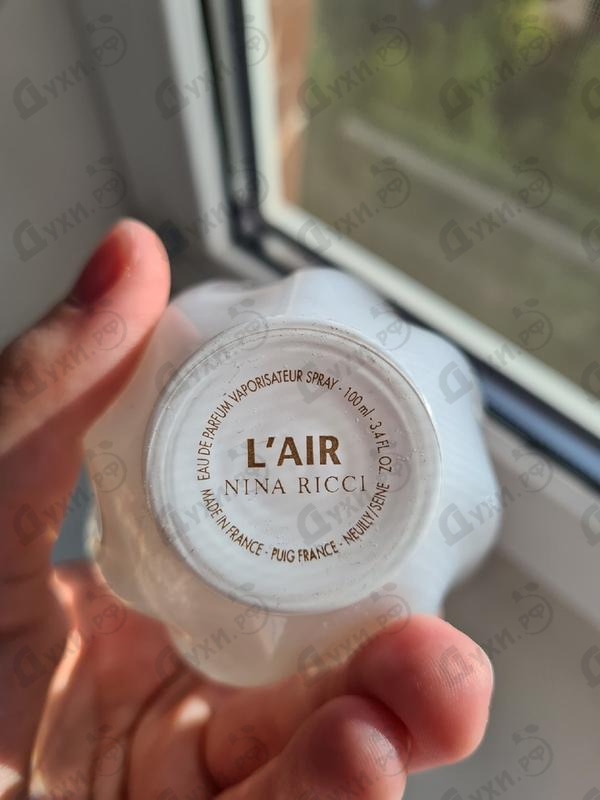 EAU DE PARFUM VAPORISATEUR SPRAY - 100 ml - 3.4 FL OZ
L'AIR
NINA RICCI
MADE IN FRANCE - PUIG FRANCE - NEUILLY/SEINE
Духи.рф